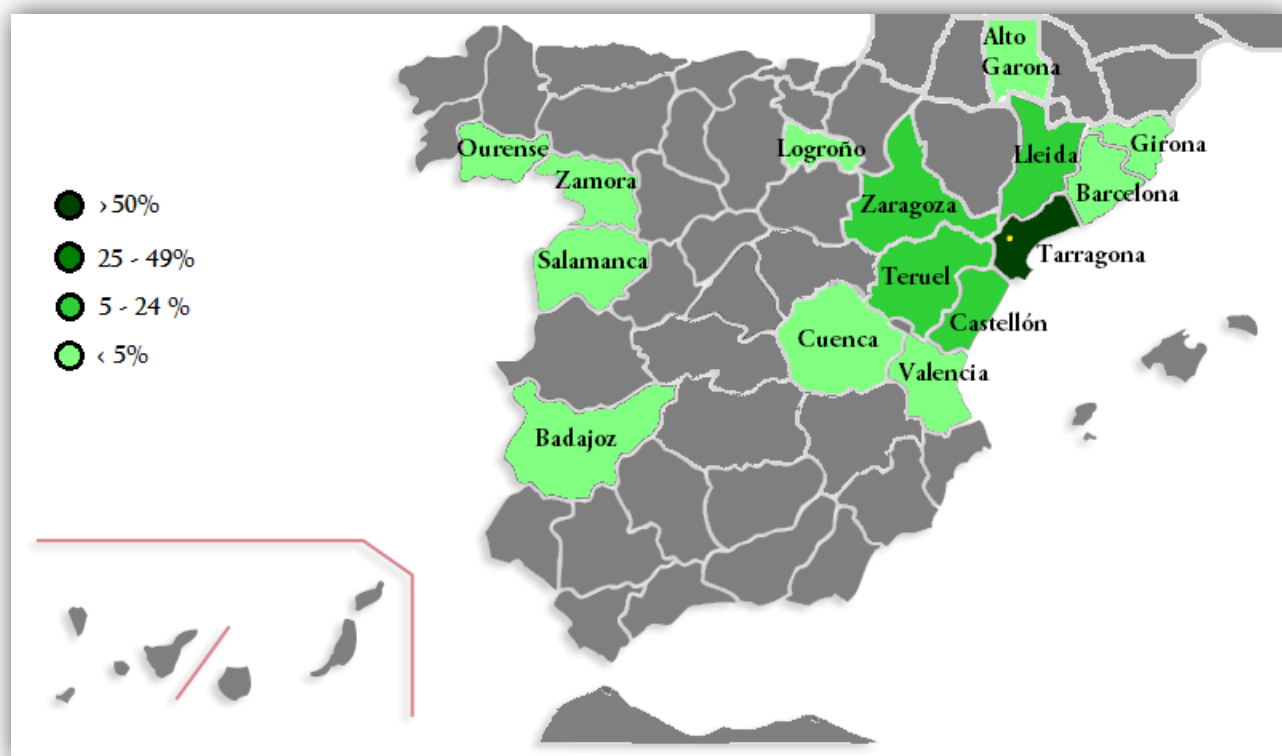 Alto
Garona
Ourense
Logroño
Lleida
Girona
Zamora
Barcelona
Zaragoza
>50%
25 - 49%
5 - 24 %
< 5%
Salamanca
Tarragona
Teruel
Castellón
Cuenca
Valencia
Badajoz